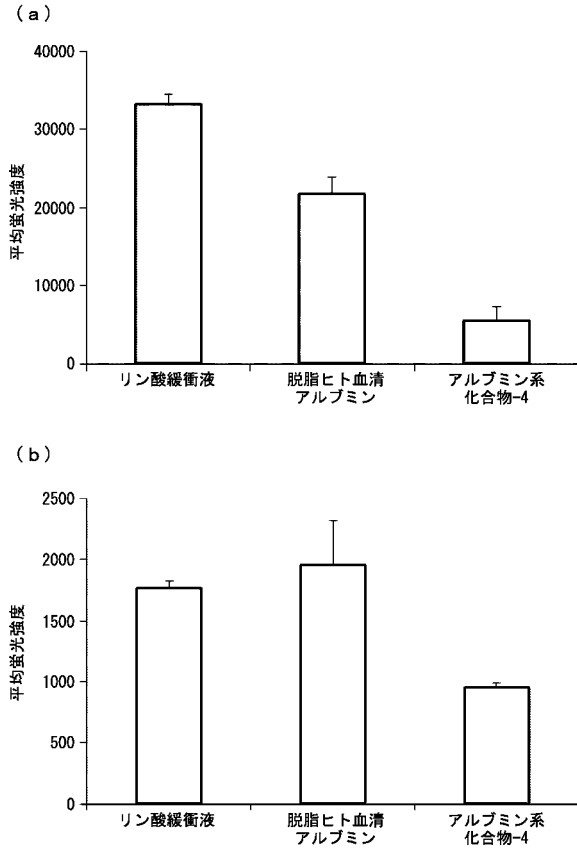 (a)
40000
30000
20000
10000
0
平均蛍光強度
リン酸緩衝液
脱脂ヒト血清
アルブミン
アルブミン系
化合物-4
(b)
2500
2000
1500
1000
500
0
平均蛍光強度
リン酸緩衝液
脱脂ヒト血清
アルブミン
アルブミン系
化合物-4